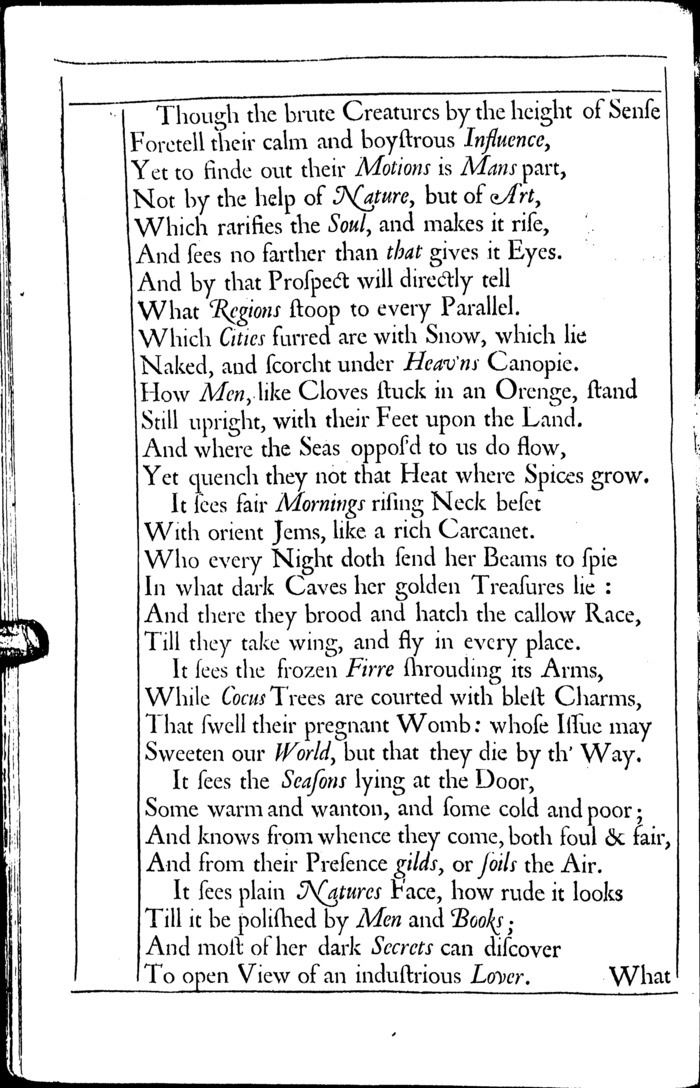 Though the brute Creatures by the height of Senſe
Foretell their calm and boyſtrous Influence,
Yet to finde out their Motions is Mans part,
Not by the help of Nature, but of Art,
Which rarifies the Soul, and makes it riſe,
And ſees no farther than that gives it Eyes.
And by that Proſpect will directly tell
What Regions ſtoop to every Parallel.
Which Cities furred are with Snow, which lie
Naked, and ſcorcht under Heav'ns Canopie.
How Men, like Cloves ſtuck in an Orenge, ſtand
Still upright, with their Feet upon the Land.
And where the Seas oppoſ'd to us do flow,
Yet quench they not that Heat where Spices grow.
It ſees fair Mornings riſing Neck beſet
With orient Jems, like a rich Carcanet.
Who every Night doth ſend her Beams to ſpie
In what dark Caves her golden Treaſures lie :
And there they brood and hatch the callow Race,
Till they take wing, and fly in every place.
It ſees the frozen Firre ſhrouding its Arms,
While Cocus Trees are courted with bleſt Charms,
That ſwell their pregnant Womb: whoſe Iſſue may
Sweeten our World, but that they die by th' Way.
It ſees the Seaſons lying at the Door,
Some warm and wanton, and ſome cold and poor;
And knows from whence they come, both foul & fair,
And from their Preſence gilds, or ſoils the Air.
It ſees plain Natures Face, how rude it looks
Till it be poliſhed by Men and Books;
And moſt of her dark Secrets can diſcover
To open View of an induſtrious Lover.
What